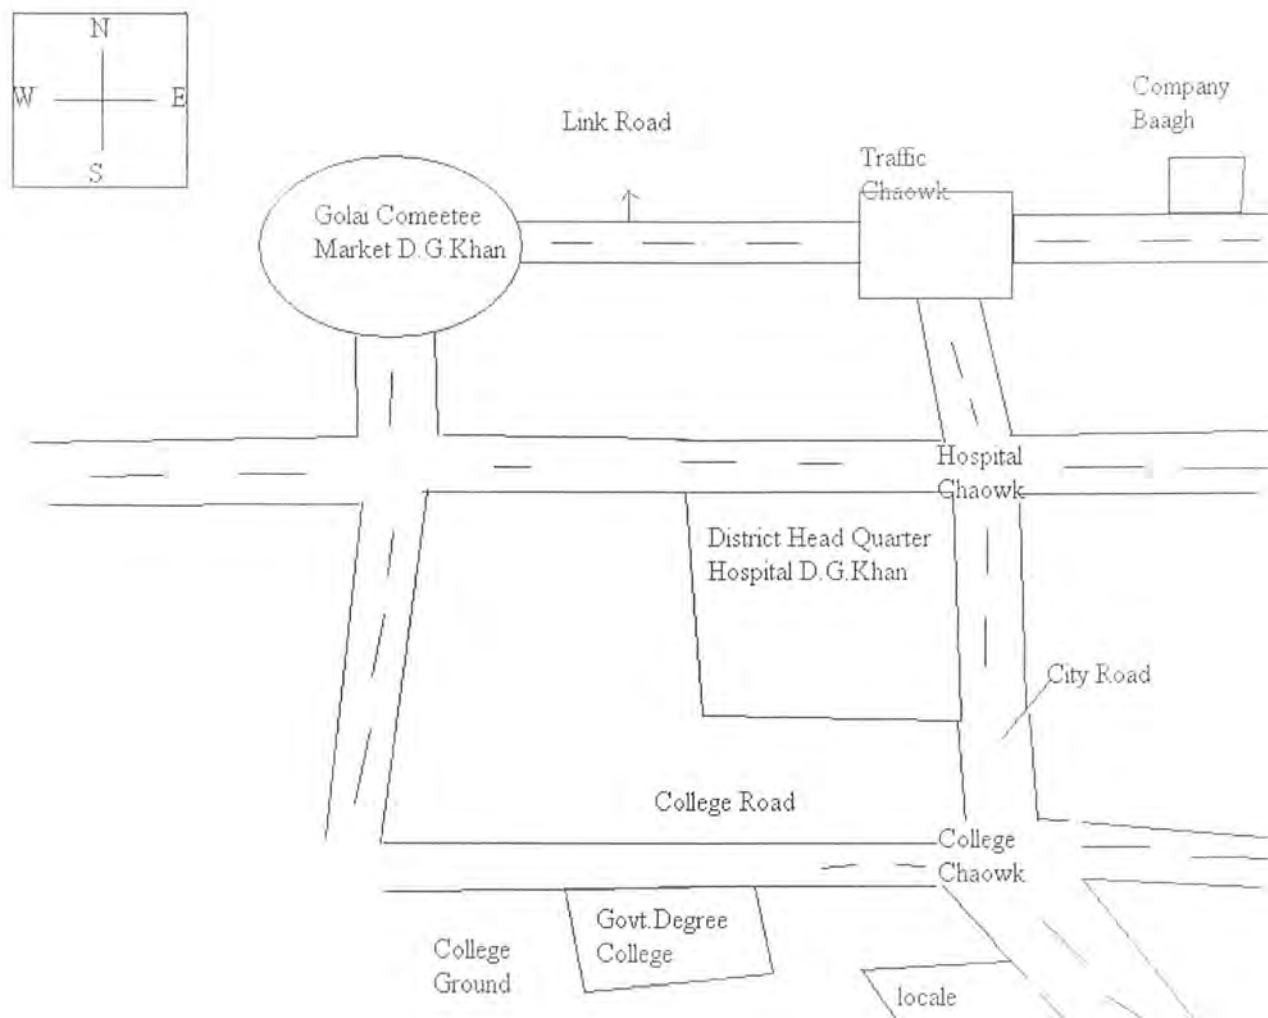 N
W
E
S
Link Road
Company
Baagh
Traffic
Chaowk
Golai Comeetee
Market D.G.Khan
Hospital
Chaowk
District Head Quarter
Hospital D.G.Khan
City Road
College Road
College
Chaowk
Govt.Degree
College
College
Ground
locale